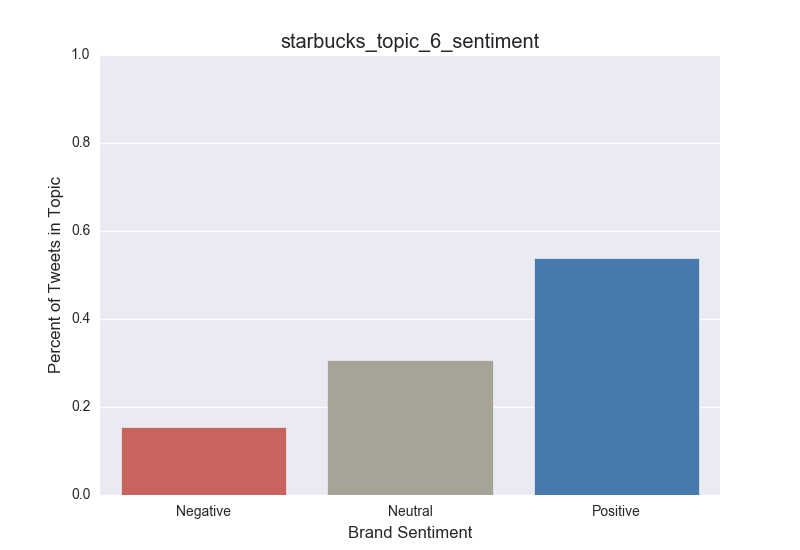 starbucks_topic_6_sentiment
1.0
0.8
0.6
0.4
0.2
0.0
Percent of Tweets in Topic
Negative
Neutral
Positive
Brand Sentiment